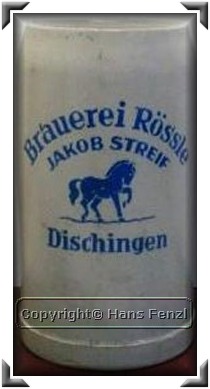 Brauerei Rössle
JAKOB STREIF
Dischingen
Copyright © Hans Fenzl